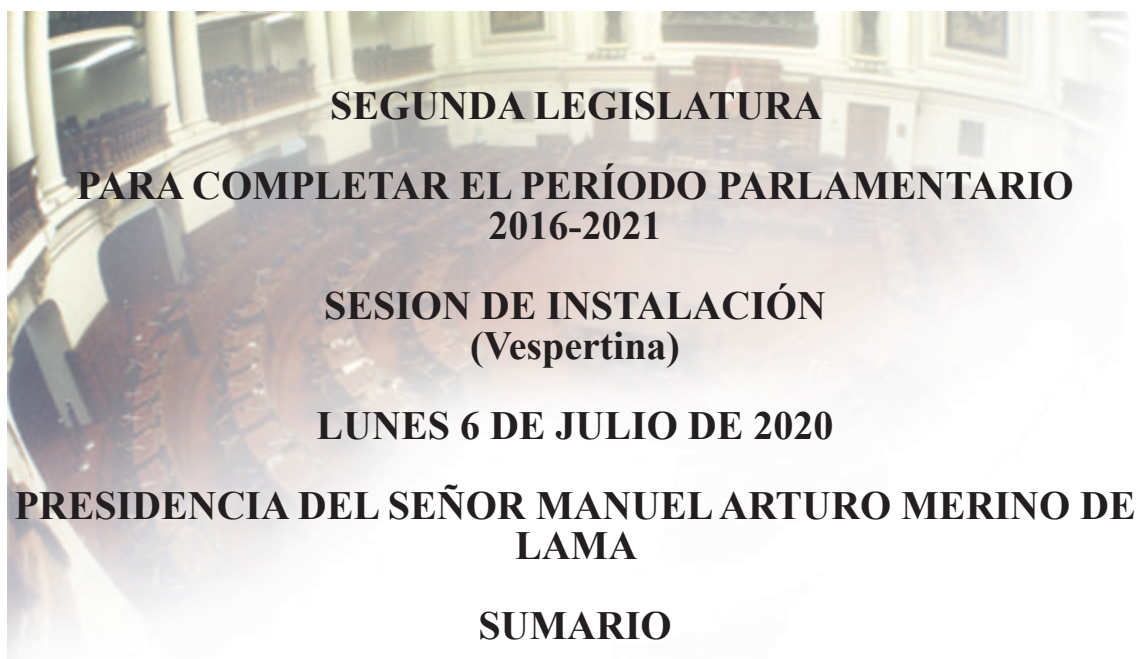 SEGUNDA LEGISLATURA
PARA COMPLETAR EL PERÍODO PARLAMENTARIO
2016-2021
SESION DE INSTALACIÓN
(Vespertina)
LUNES 6 DE JULIO DE 2020
PRESIDENCIA DEL SEÑOR MANUEL ARTURO MERINO DE
LAMA
SUMARIO